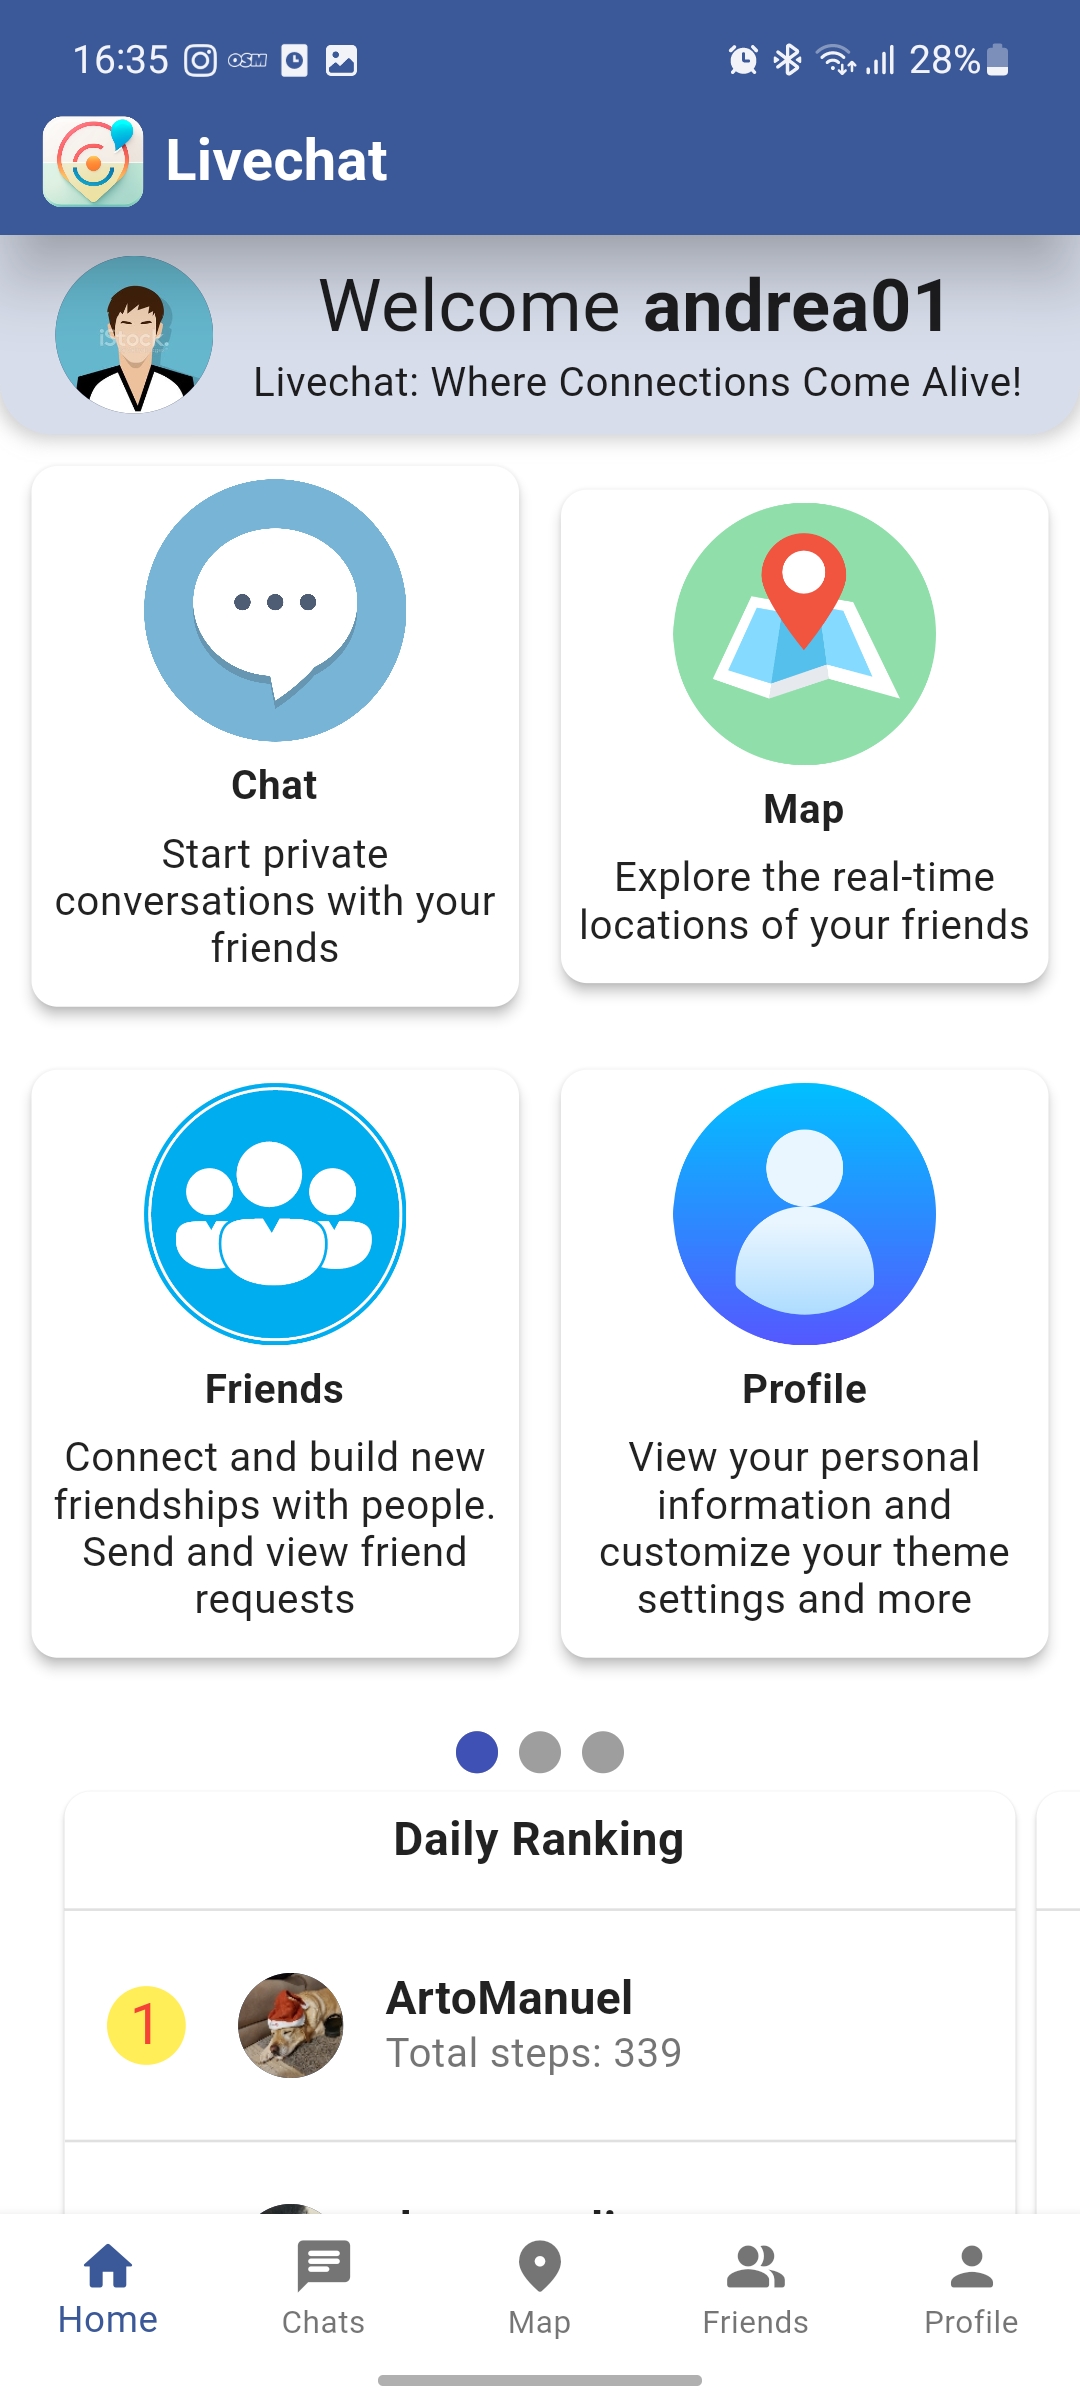 16:35 OSM 28%
Livechat
Welcome andrea01
Livechat: Where Connections Come Alive!
iStock.
Chat
Start private
conversations with your
friends
Map
Explore the real-time
locations of your friends
Friends
Connect and build new
friendships with people.
Send and view friend
requests
Profile
View your personal
information and
customize your theme
settings and more
Daily Ranking
1
ArtoManuel
Total steps: 339
Home
Chats
Map
Friends
Profile